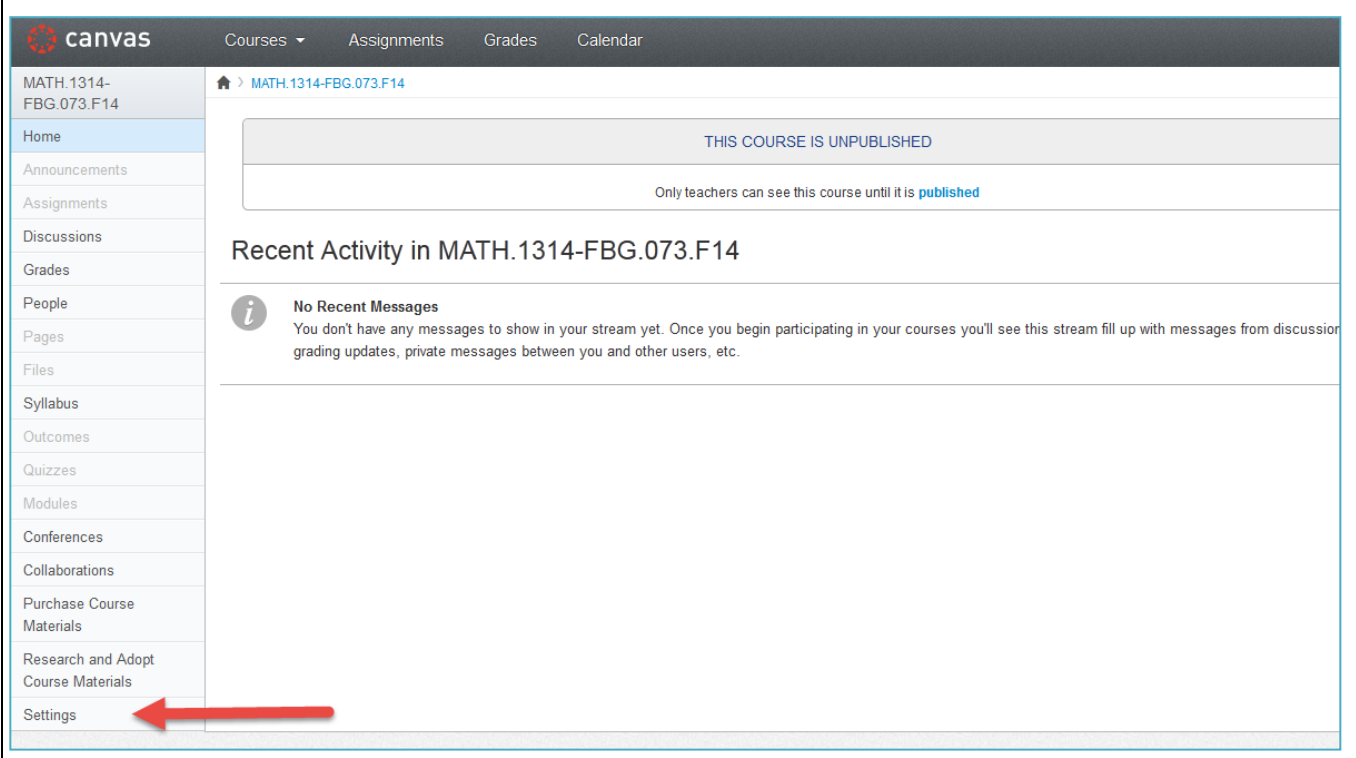 canvas
Courses
Assignments
Grades
Calendar
MATH.1314-
FBG.073.F14
MATH.1314-FBG.073.F14
Home
Announcements
Assignments
Discussions
Grades
People
Pages
Files
Syllabus
Outcomes
Quizzes
Modules
Conferences
Collaborations
Purchase Course
Materials
Research and Adopt
Course Materials
Settings
THIS COURSE IS UNPUBLISHED
Only teachers can see this course until it is published
Recent Activity in MATH.1314-FBG.073.F14
i
No Recent Messages
You don't have any messages to show in your stream yet. Once you begin participating in your courses you'll see this stream fill up with messages from discussion
grading updates, private messages between you and other users, etc.